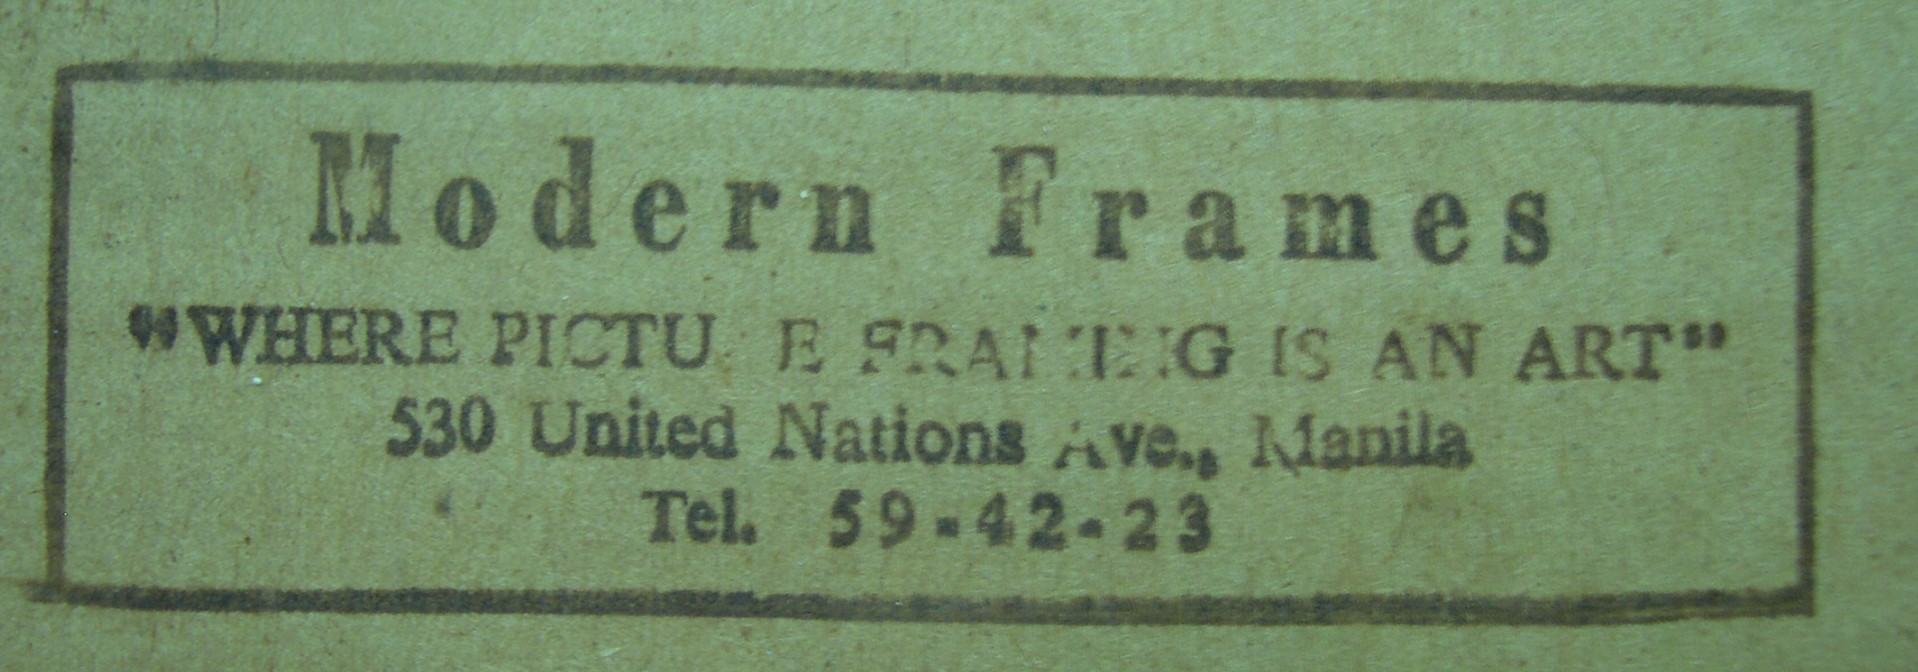 Modern Frames
"WHERE PICTURE FRAMING IS AN ART"
530 United Nations Ave., Manila
Tel. 59-42-23